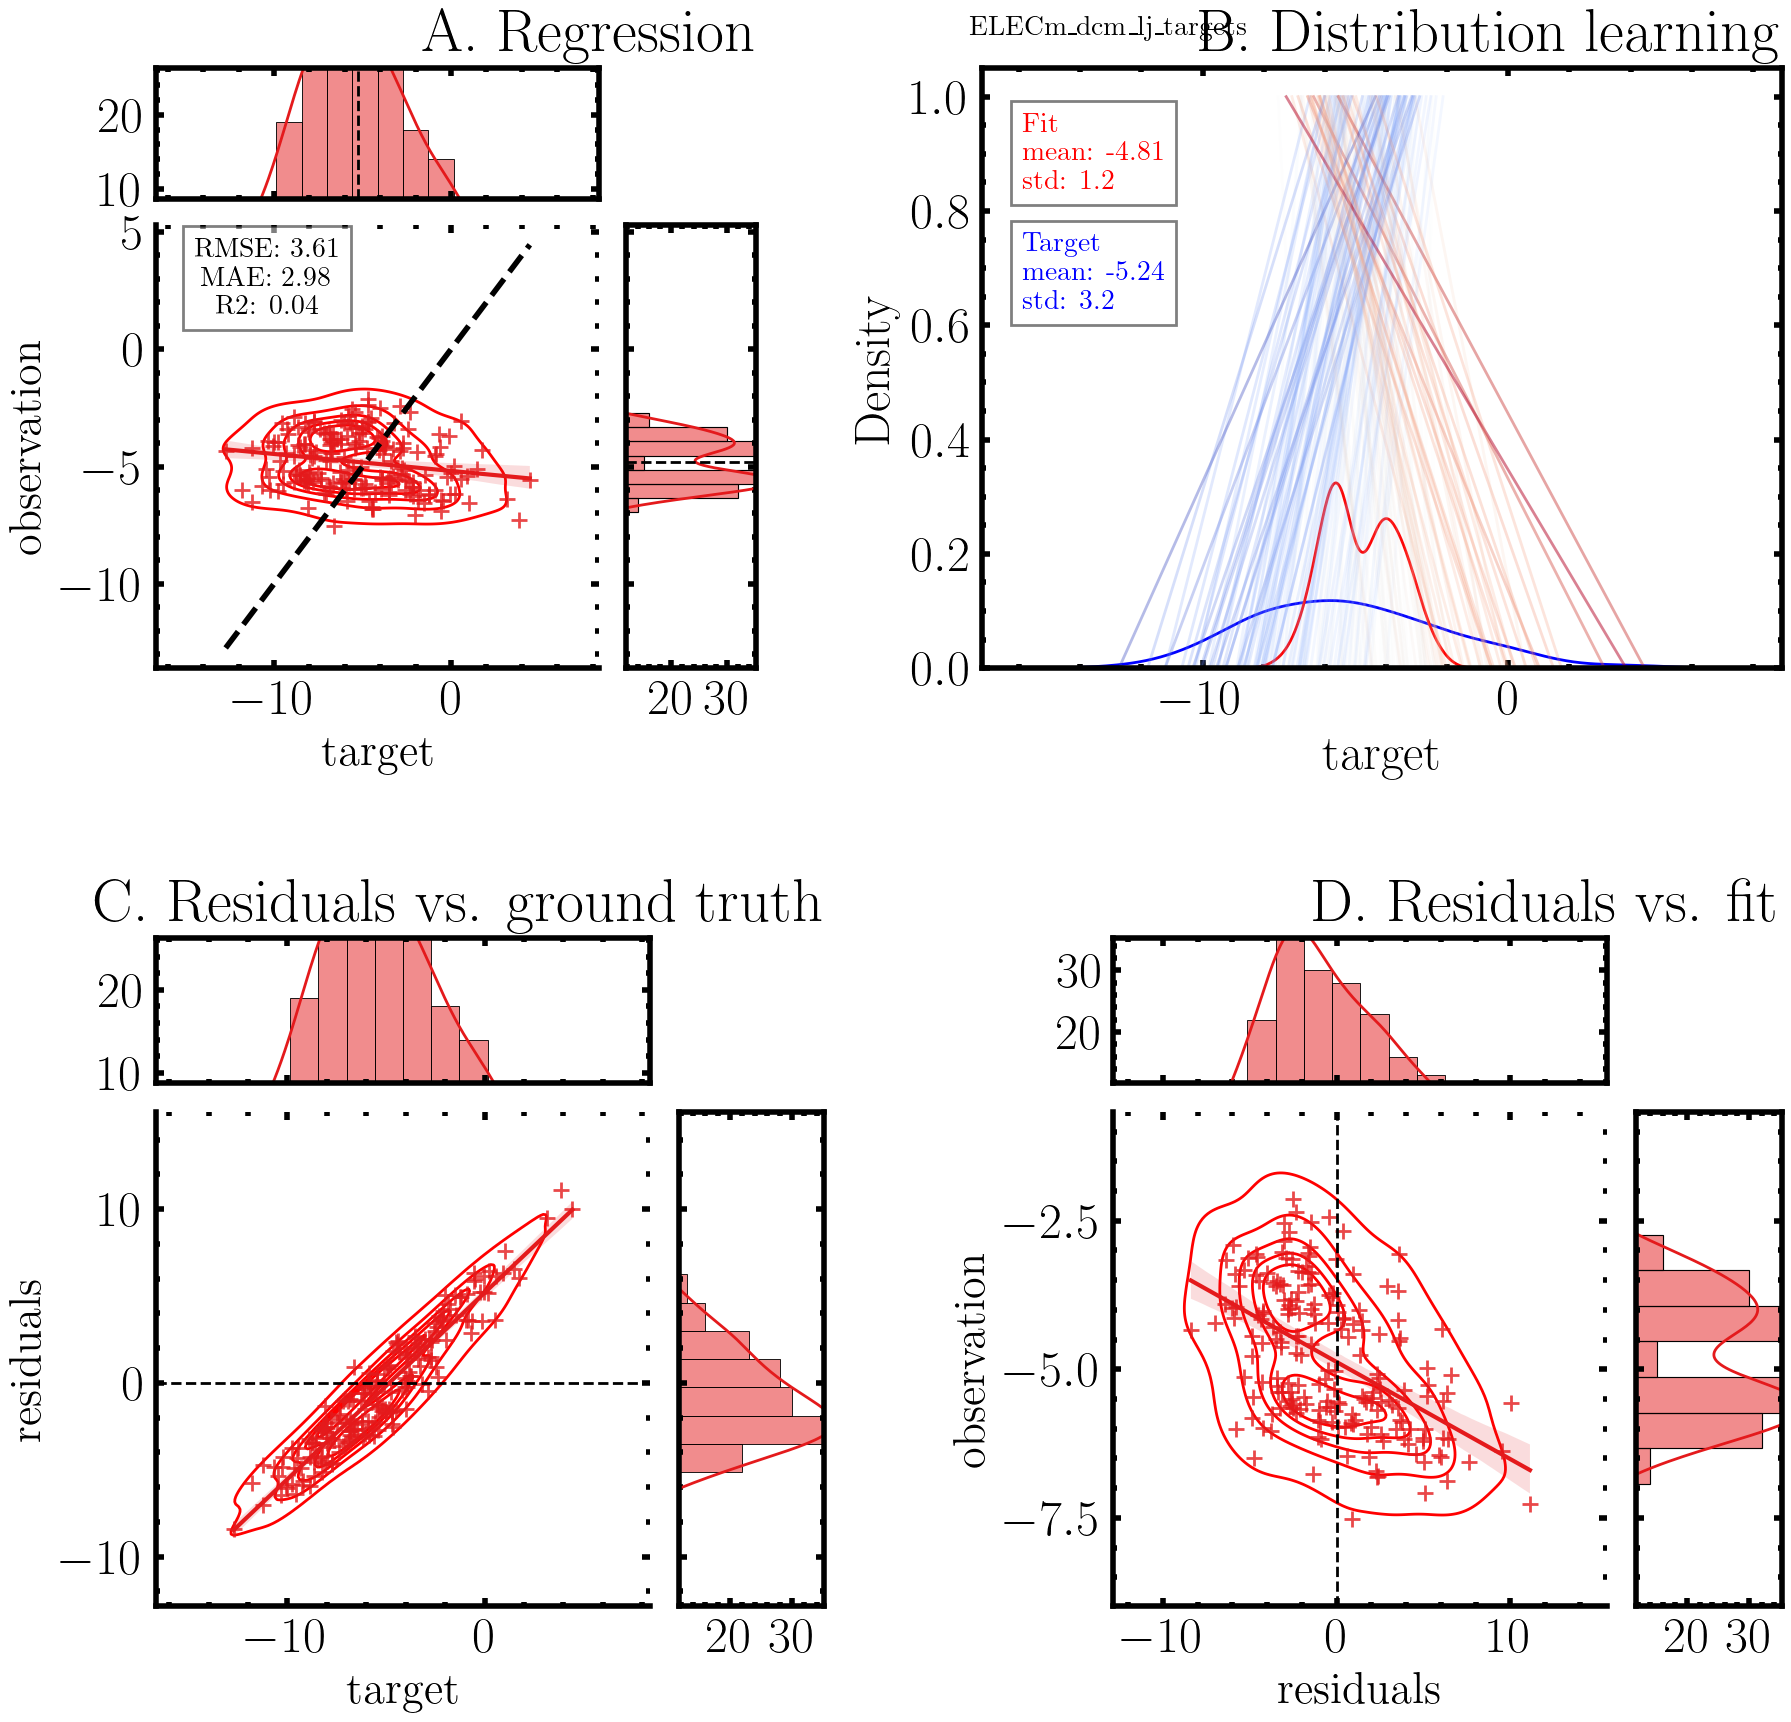 A. Regression
20
10
5
0
−5
−10
observation
RMSE: 3.61
MAE: 2.98
R2: 0.04
−10 0
20 30
target
ELECm_dcm_lj_targets
B. Distribution learning
1.0
0.8
0.6
0.4
0.2
0.0
Density
Fit
mean: -4.81
std: 1.2
Target
mean: -5.24
std: 3.2
−10 0
target
C. Residuals vs. ground truth
20
10
10
0
−10
residuals
−10 0
20 30
target
D. Residuals vs. fit
30
20
−2.5
−5.0
−7.5
observation
−10 0 10
20 30
residuals